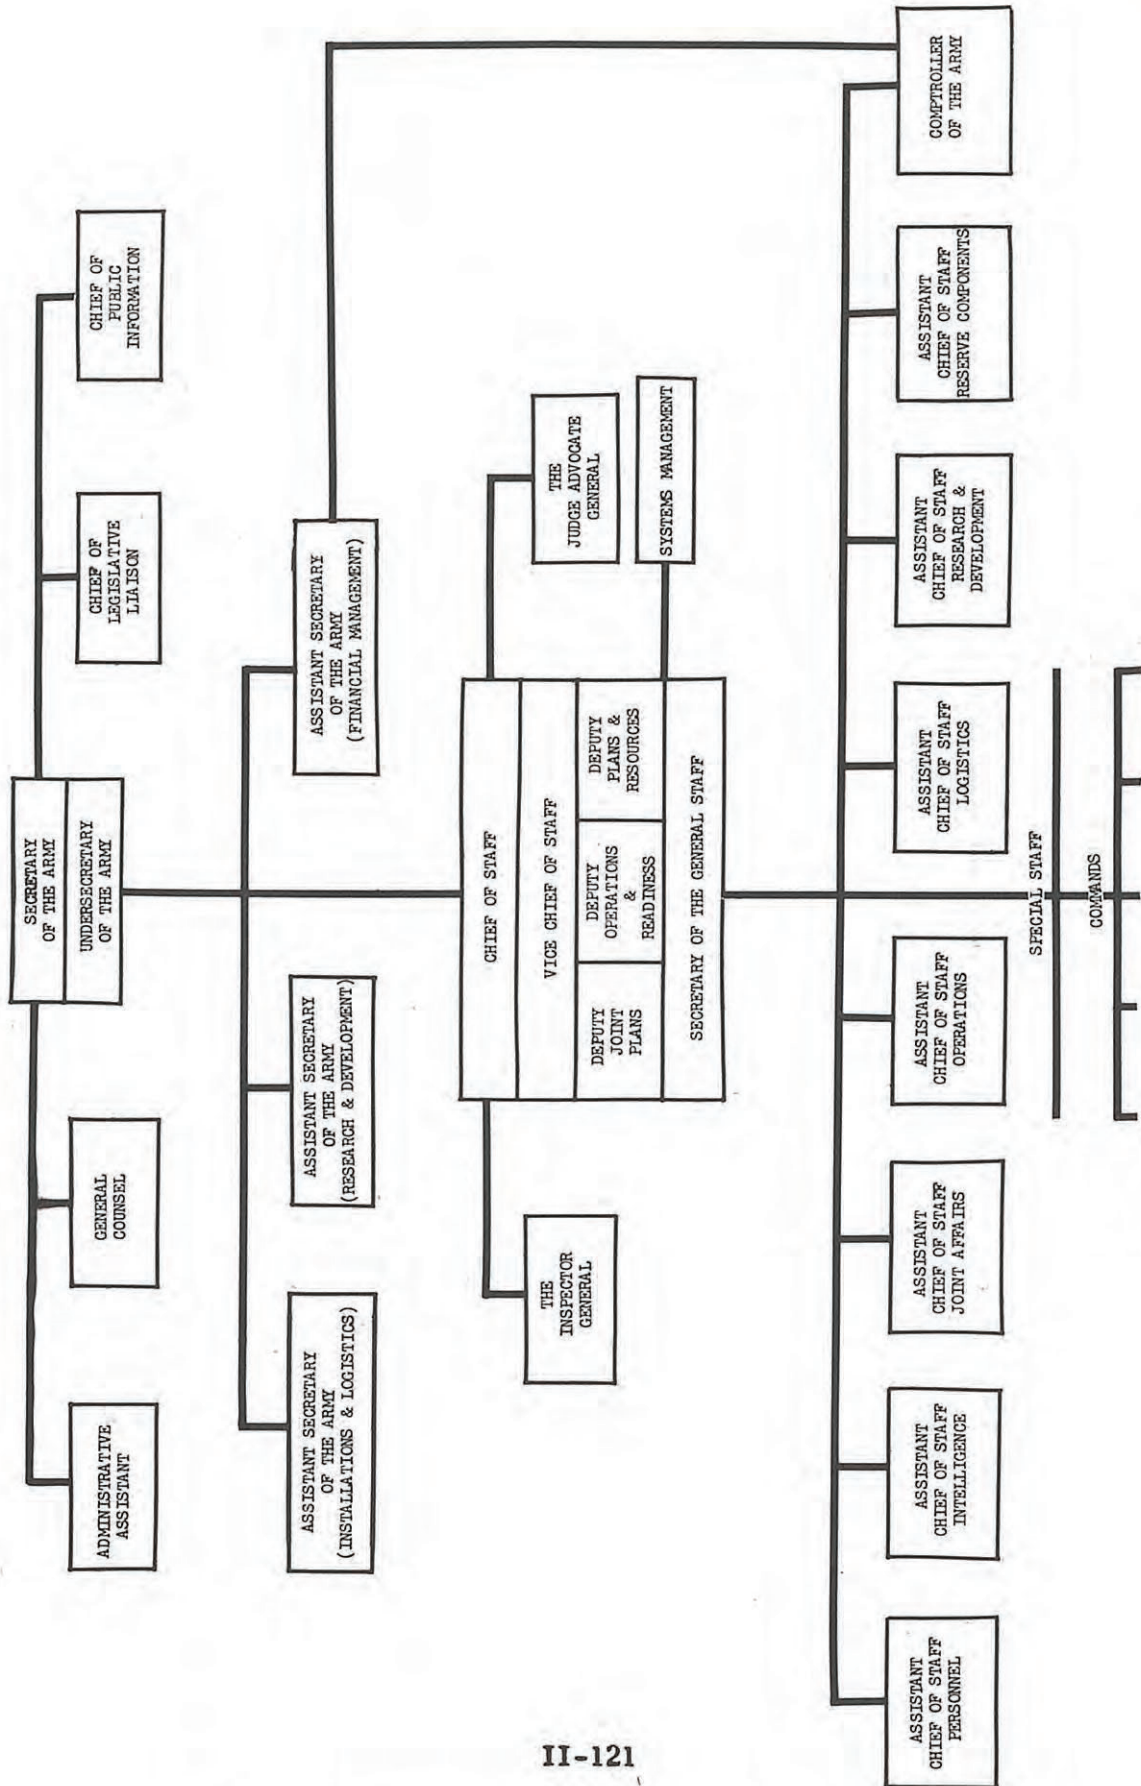 SECRETARY
OF THE ARMY
UNDERSECRETARY
OF THE ARMY
ADMINISTRATIVE
ASSISTANT
GENERAL
COUNSEL
CHIEF OF
LEGISLATIVE
LIAISON
CHIEF OF
PUBLIC
INFORMATION
ASSISTANT SECRETARY
OF THE ARMY
(INSTALLATIONS & LOGISTICS)
ASSISTANT SECRETARY
OF THE ARMY
(RESEARCH & DEVELOPMENT)
ASSISTANT SECRETARY
OF THE ARMY
(FINANCIAL MANAGEMENT)
CHIEF OF STAFF
VICE CHIEF OF STAFF
DEPUTY
JOINT
PLANS
DEPUTY
OPERATIONS
&
READINESS
DEPUTY
PLANS &
RESOURCES
SECRETARY OF THE GENERAL STAFF
THE
INSPECTOR
GENERAL
THE
JUDGE ADVOCATE
GENERAL
SYSTEMS MANAGEMENT
ASSISTANT
CHIEF OF STAFF
PERSONNEL
ASSISTANT
CHIEF OF STAFF
INTELLIGENCE
ASSISTANT
CHIEF OF STAFF
JOINT AFFAIRS
ASSISTANT
CHIEF OF STAFF
OPERATIONS
ASSISTANT
CHIEF OF STAFF
LOGISTICS
ASSISTANT
CHIEF OF STAFF
RESEARCH &
DEVELOPMENT
ASSISTANT
CHIEF OF STAFF
RESERVE COMPONENTS
COMPTROLLER
OF THE ARMY
SPECIAL STAFF
COMMANDS
II-121